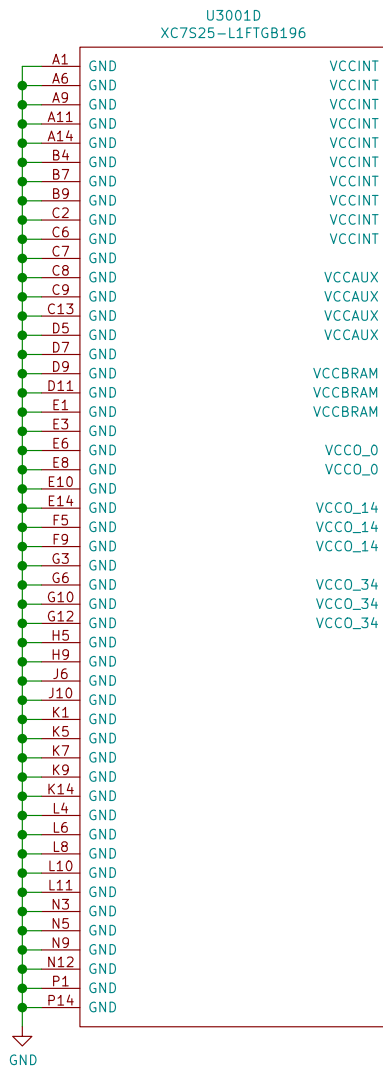 U3001D
XC7S25-L1FTGB196
A1 GND VCCINT
A6 GND VCCINT
A9 GND VCCINT
A11 GND VCCINT
A14 GND VCCINT
B4 GND VCCINT
B7 GND VCCINT
B9 GND VCCINT
C2 GND VCCINT
C6 GND VCCINT
C7 GND
C8 GND VCCAUX
C9 GND VCCAUX
C13 GND VCCAUX
D5 GND VCCAUX
D7 GND
D9 GND VCCBRAM
D11 GND VCCBRAM
E1 GND VCCBRAM
E3 GND
E6 GND VCCO_0
E8 GND VCCO_0
E10 GND
E14 GND VCCO_14
F5 GND VCCO_14
F9 GND VCCO_14
G3 GND
G6 GND VCCO_34
G10 GND VCCO_34
G12 GND VCCO_34
H5 GND
H9 GND
J6 GND
J10 GND
K1 GND
K5 GND
K7 GND
K9 GND
K14 GND
L4 GND
L6 GND
L8 GND
L10 GND
L11 GND
N3 GND
N5 GND
N9 GND
N12 GND
P1 GND
P14 GND
GND